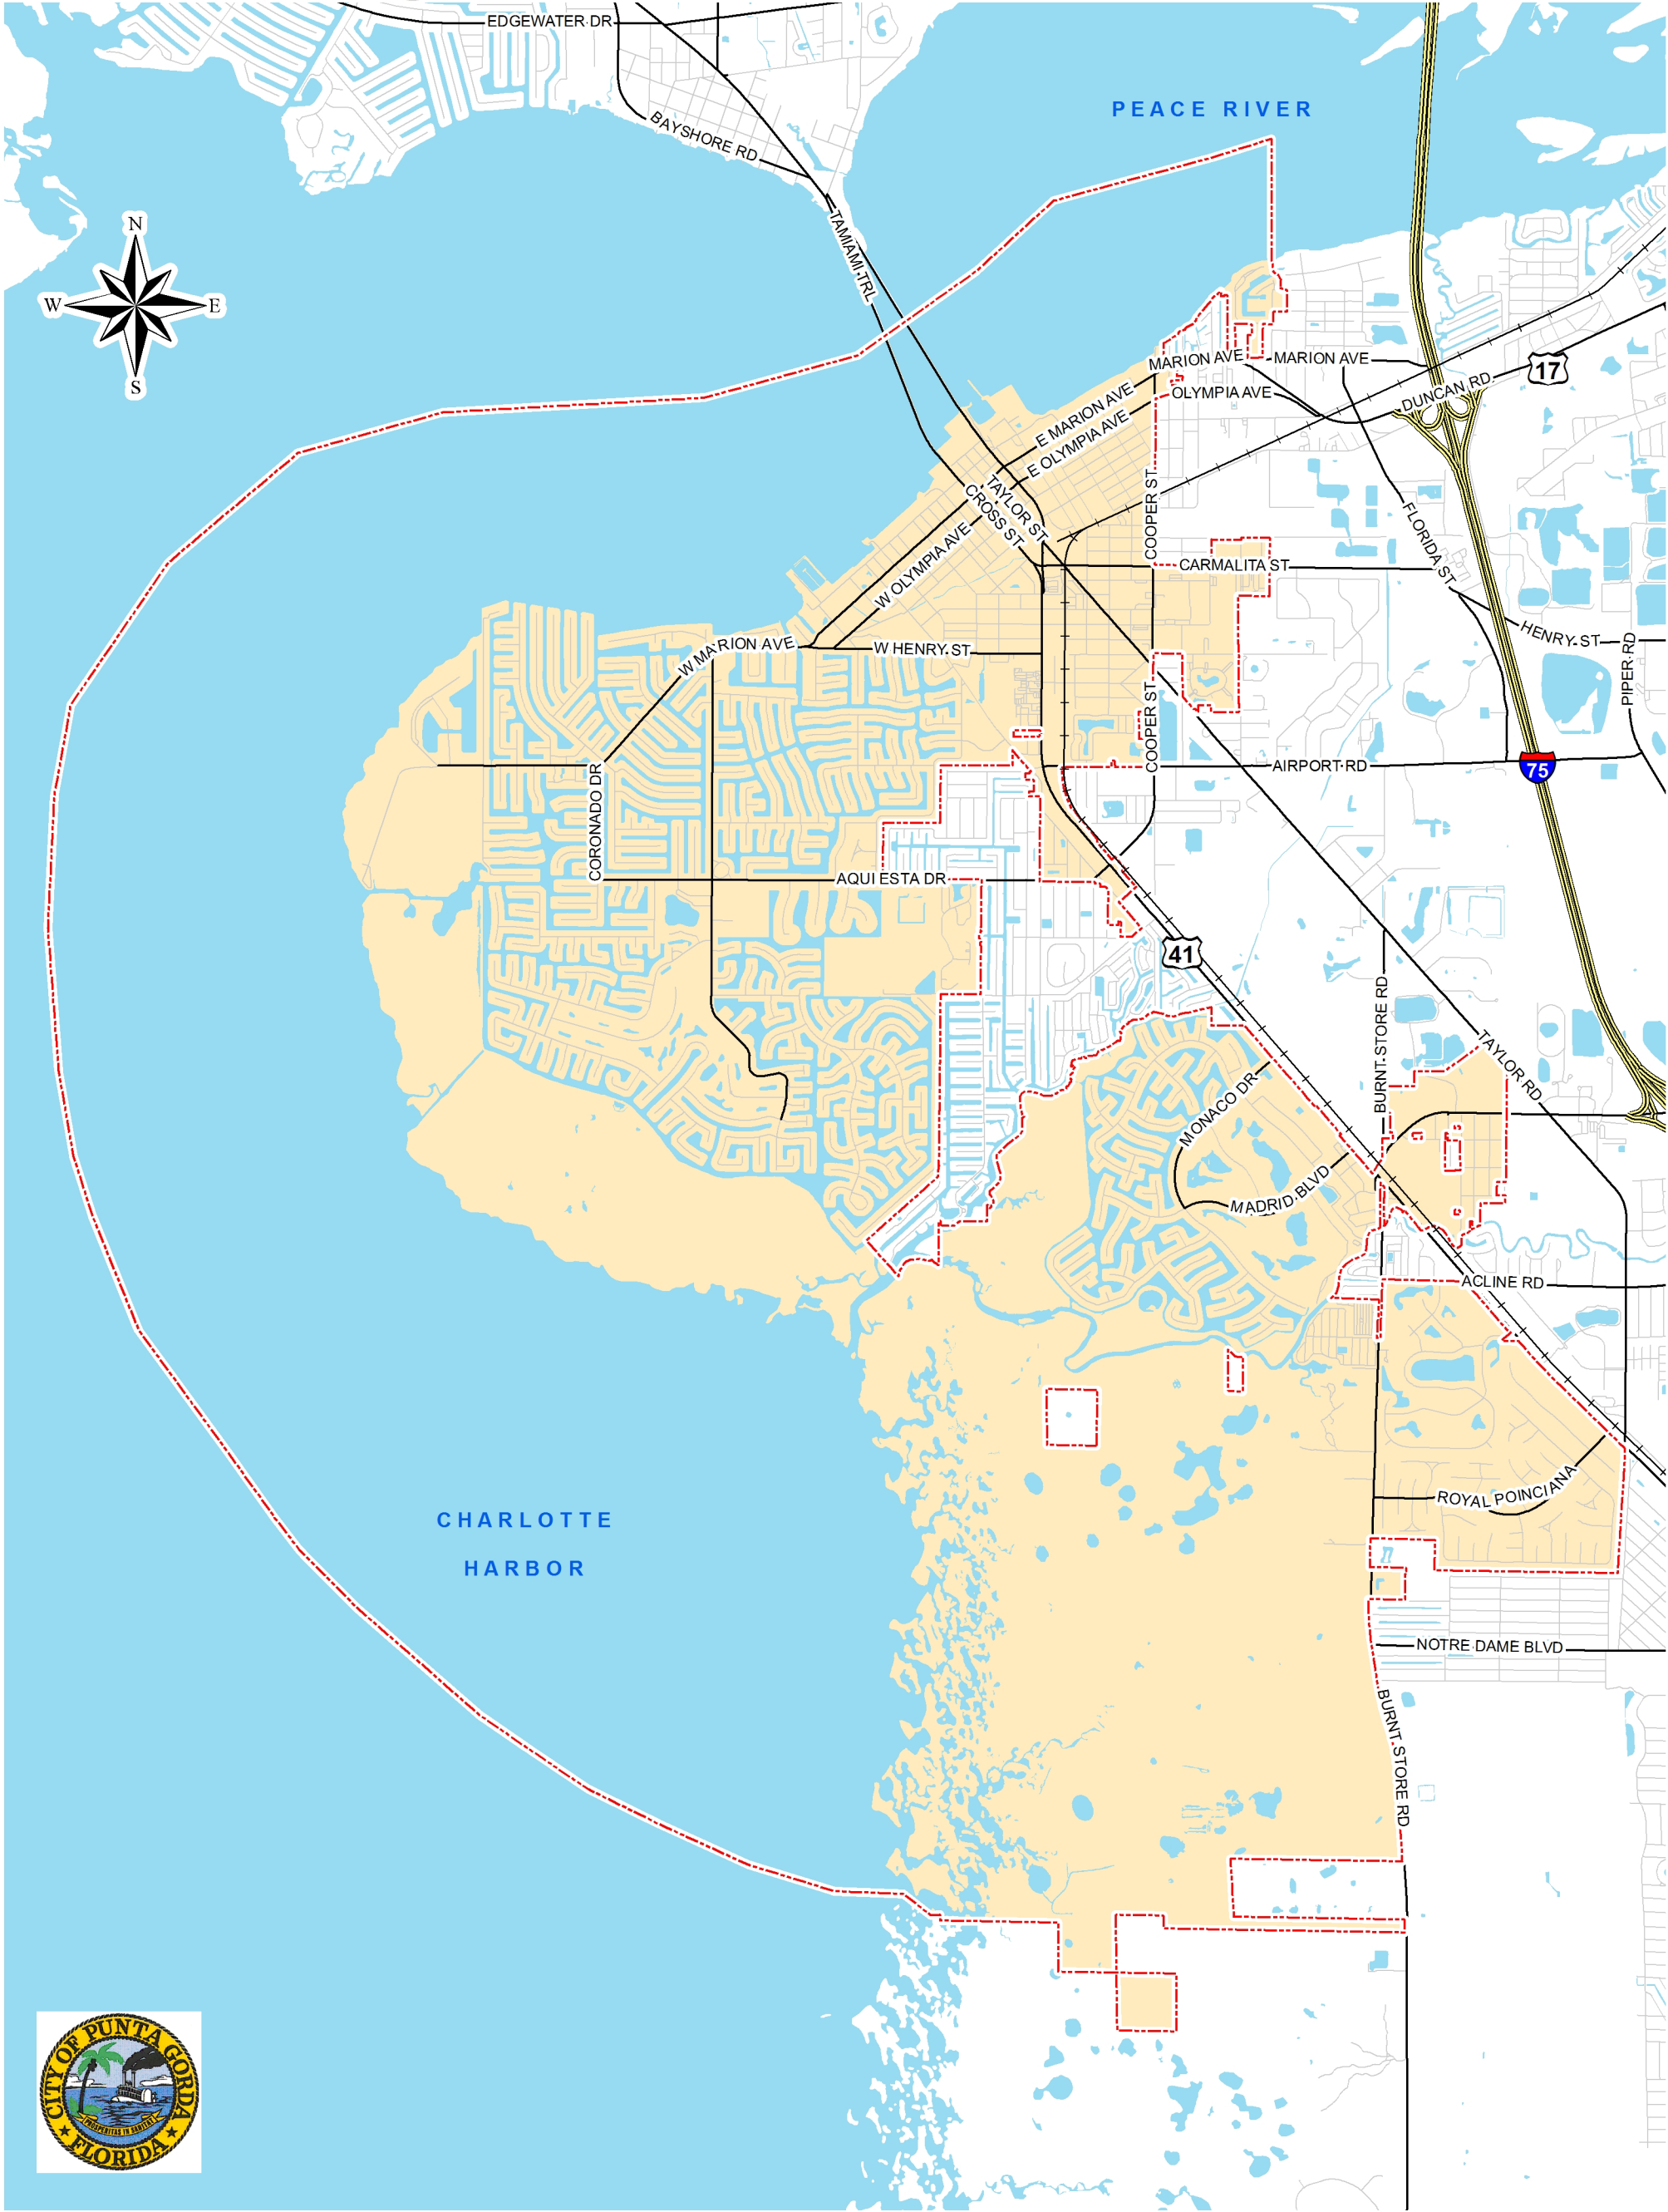 EDGEWATER DR
PEACE RIVER
BAYSHORE RD
N
W
E
S
TAMIAMI TRL
MARION AVE
MARION AVE
17
DUNCAN RD
OLYMPIA AVE
E MARION AVE
E OLYMPIA AVE
TAYLOR ST
CROSS ST
COOPER ST
FLORIDA ST
W OLYMPIA AVE
CARMALITA ST
HENRY ST
PIPER RD
W MARION AVE
W HENRY ST
COOPER ST
AIRPORT RD
75
CORONADO DR
AQUI ESTA DR
41
BURNT STORE RD
TAYLOR RD
MONACO DR
MADRID BLVD
ACLINE RD
ROYAL POINCIANA
CHARLOTTE
HARBOR
NOTRE DAME BLVD
BURNT STORE RD
CITY OF PUNTA GORDA
PROSPERITAS IN SANITAT
FLORIDA